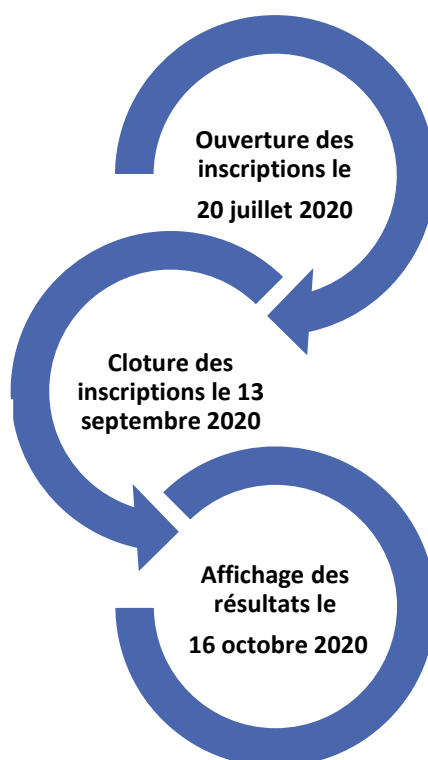 Ouverture des
inscriptions le
20 juillet 2020
Cloture des
inscriptions le 13
septembre 2020
Affichage des
résultats le
16 octobre 2020